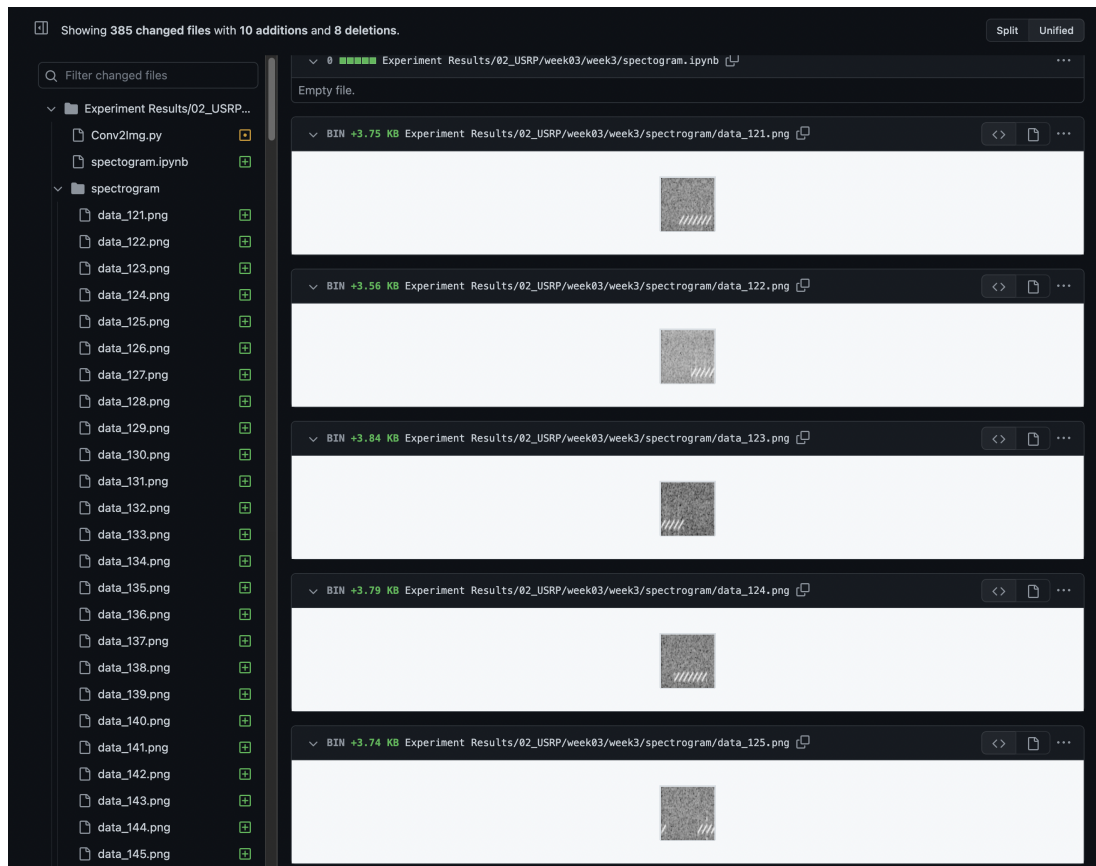 Showing 385 changed files with 10 additions and 8 deletions.
Split Unified
Filter changed files
Experiment Results/02_USRP...
Conv2Img.py
spectogram.ipynb
spectrogram
data_121.png
data_122.png
data_123.png
data_124.png
data_125.png
data_126.png
data_127.png
data_128.png
data_129.png
data_130.png
data_131.png
data_132.png
data_133.png
data_134.png
data_135.png
data_136.png
data_137.png
data_138.png
data_139.png
data_140.png
data_141.png
data_142.png
data_143.png
data_144.png
data_145.png
0 Experiment Results/02_USRP/week03/week3/spectogram.ipynb
Empty file.
BIN +3.75 KB Experiment Results/02_USRP/week03/week3/spectrogram/data_121.png
BIN +3.56 KB Experiment Results/02_USRP/week03/week3/spectrogram/data_122.png
BIN +3.84 KB Experiment Results/02_USRP/week03/week3/spectrogram/data_123.png
BIN +3.79 KB Experiment Results/02_USRP/week03/week3/spectrogram/data_124.png
BIN +3.74 KB Experiment Results/02_USRP/week03/week3/spectrogram/data_125.png